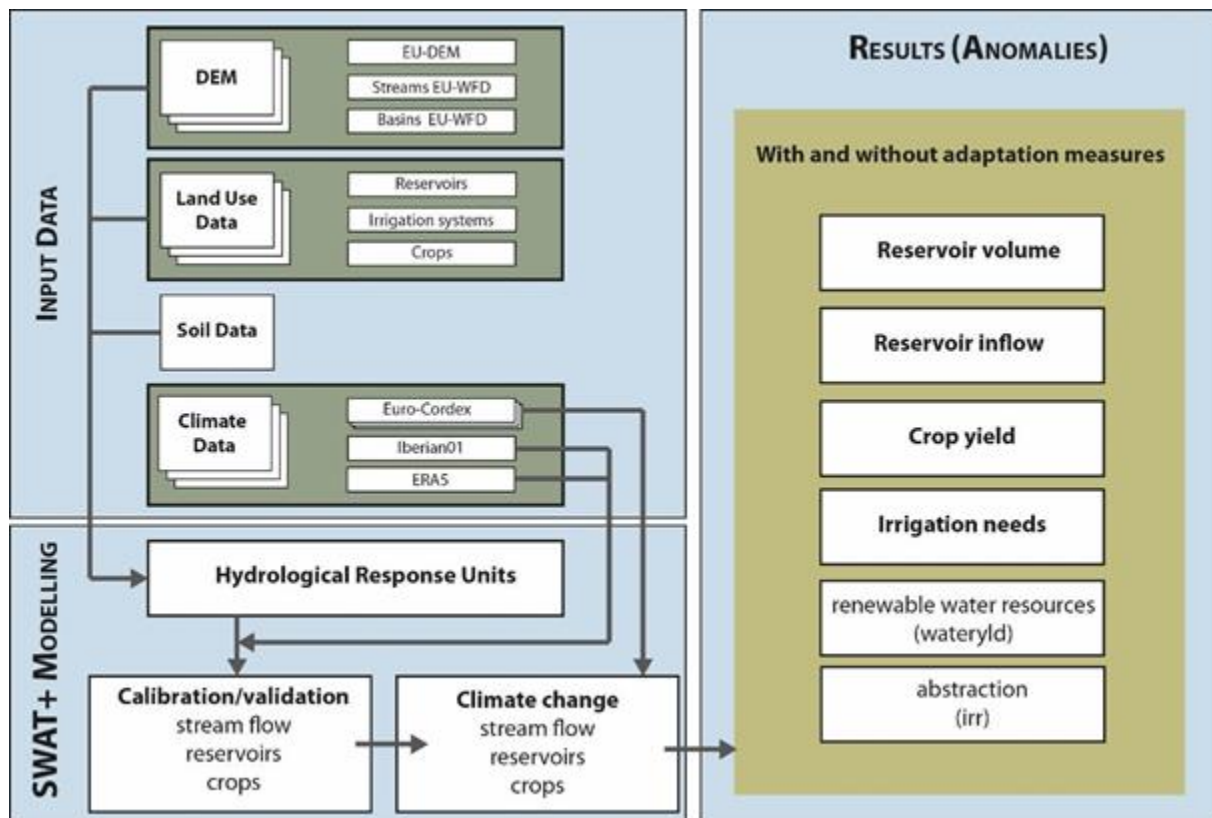 INPUT DATA
DEM
EU-DEM
Streams EU-WFD
Basins EU-WFD
Land Use
Data
Reservoirs
Irrigation systems
Crops
Soil Data
Climate
Data
Euro-Cordex
Iberian01
ERA5
SWAT+ MODELLING
Hydrological Response Units
Calibration/validation
stream flow
reservoirs
crops
Climate change
stream flow
reservoirs
crops
RESULTS (ANOMALIES)
With and without adaptation measures
Reservoir volume
Reservoir inflow
Crop yield
Irrigation needs
renewable water resources
(wateryld)
abstraction
(irr)